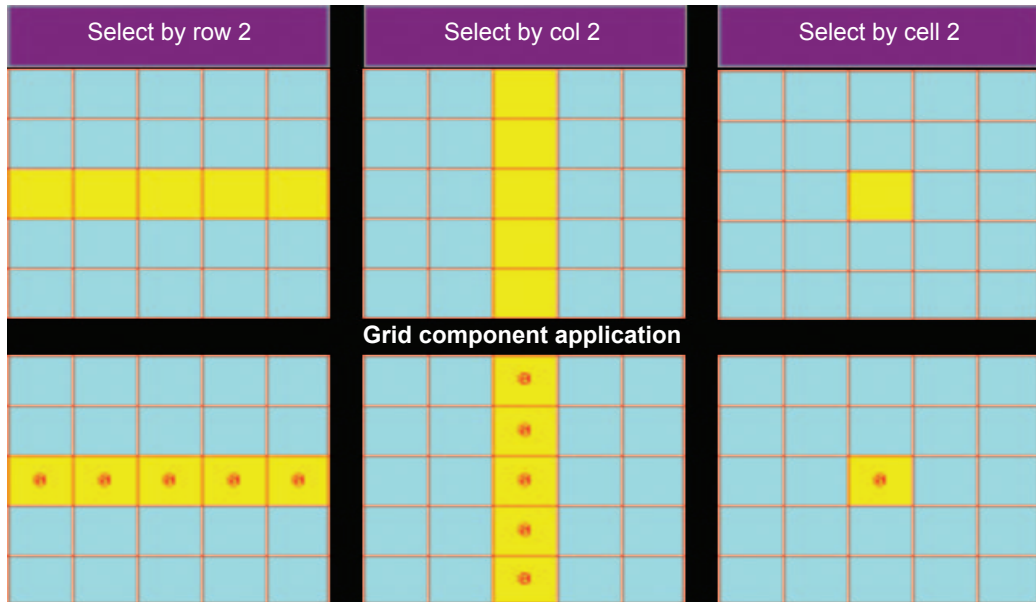 Select by row 2
Select by col 2
Select by cell 2
Grid component application